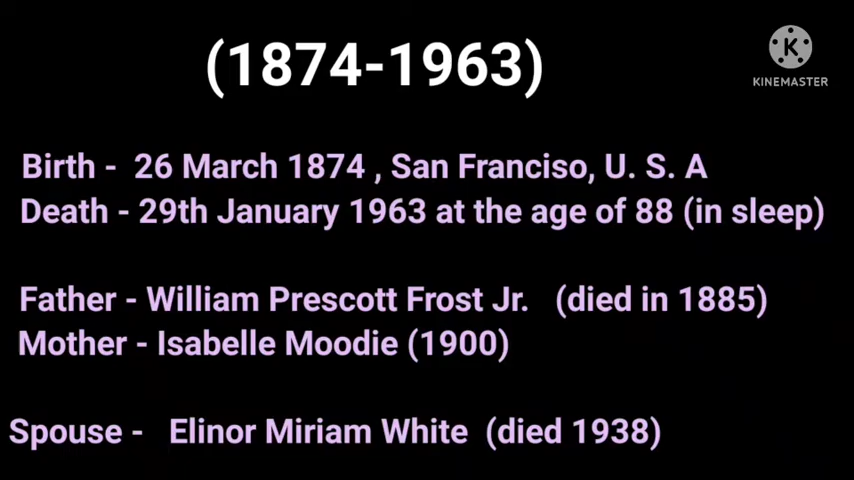 (1874-1963)
KINEMASTER
Birth - 26 March 1874 , San Franciso, U. S. A
Death - 29th January 1963 at the age of 88 (in sleep)
Father - William Prescott Frost Jr. (died in 1885)
Mother - Isabelle Moodie (1900)
Spouse - Elinor Miriam White (died 1938)